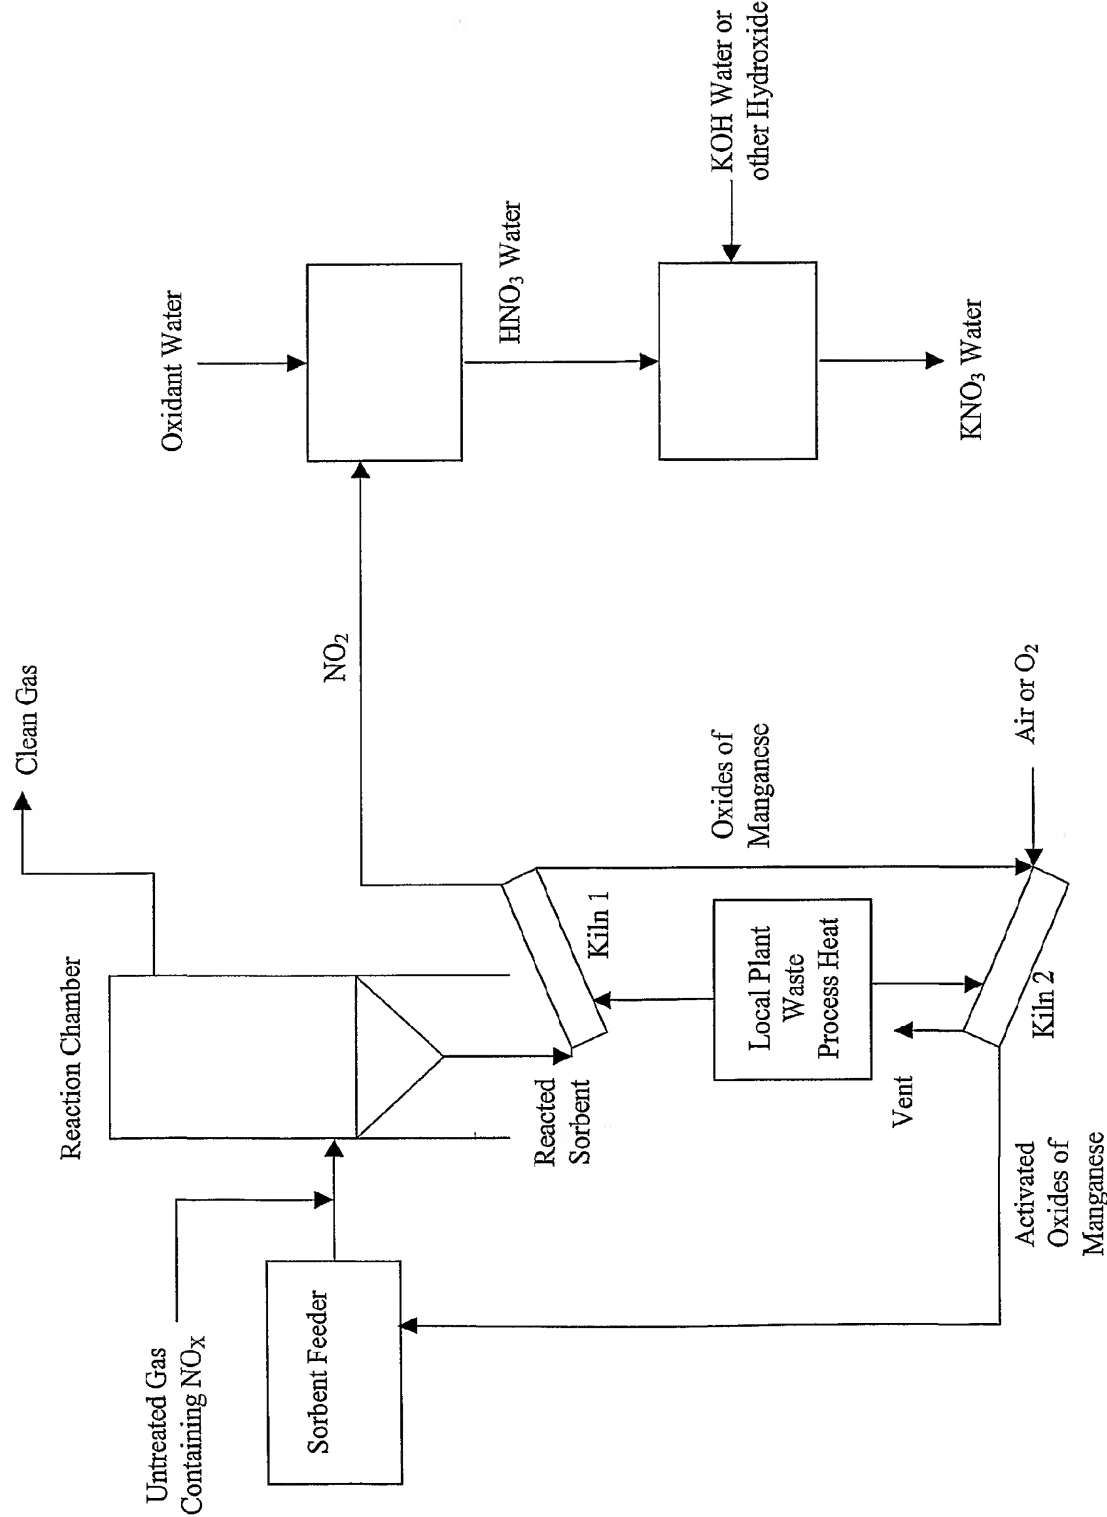 Untreated Gas
Containing NOX
Sorbent Feeder
Reaction Chamber
Clean Gas
Reacted
Sorbent
Kiln 1
NO2
Oxidant Water
HNO3 Water
KOH Water or
other Hydroxide
KNO3 Water
Local Plant
Waste
Process Heat
Oxides of
Manganese
Air or O2
Kiln 2
Vent
Activated
Oxides of
Manganese